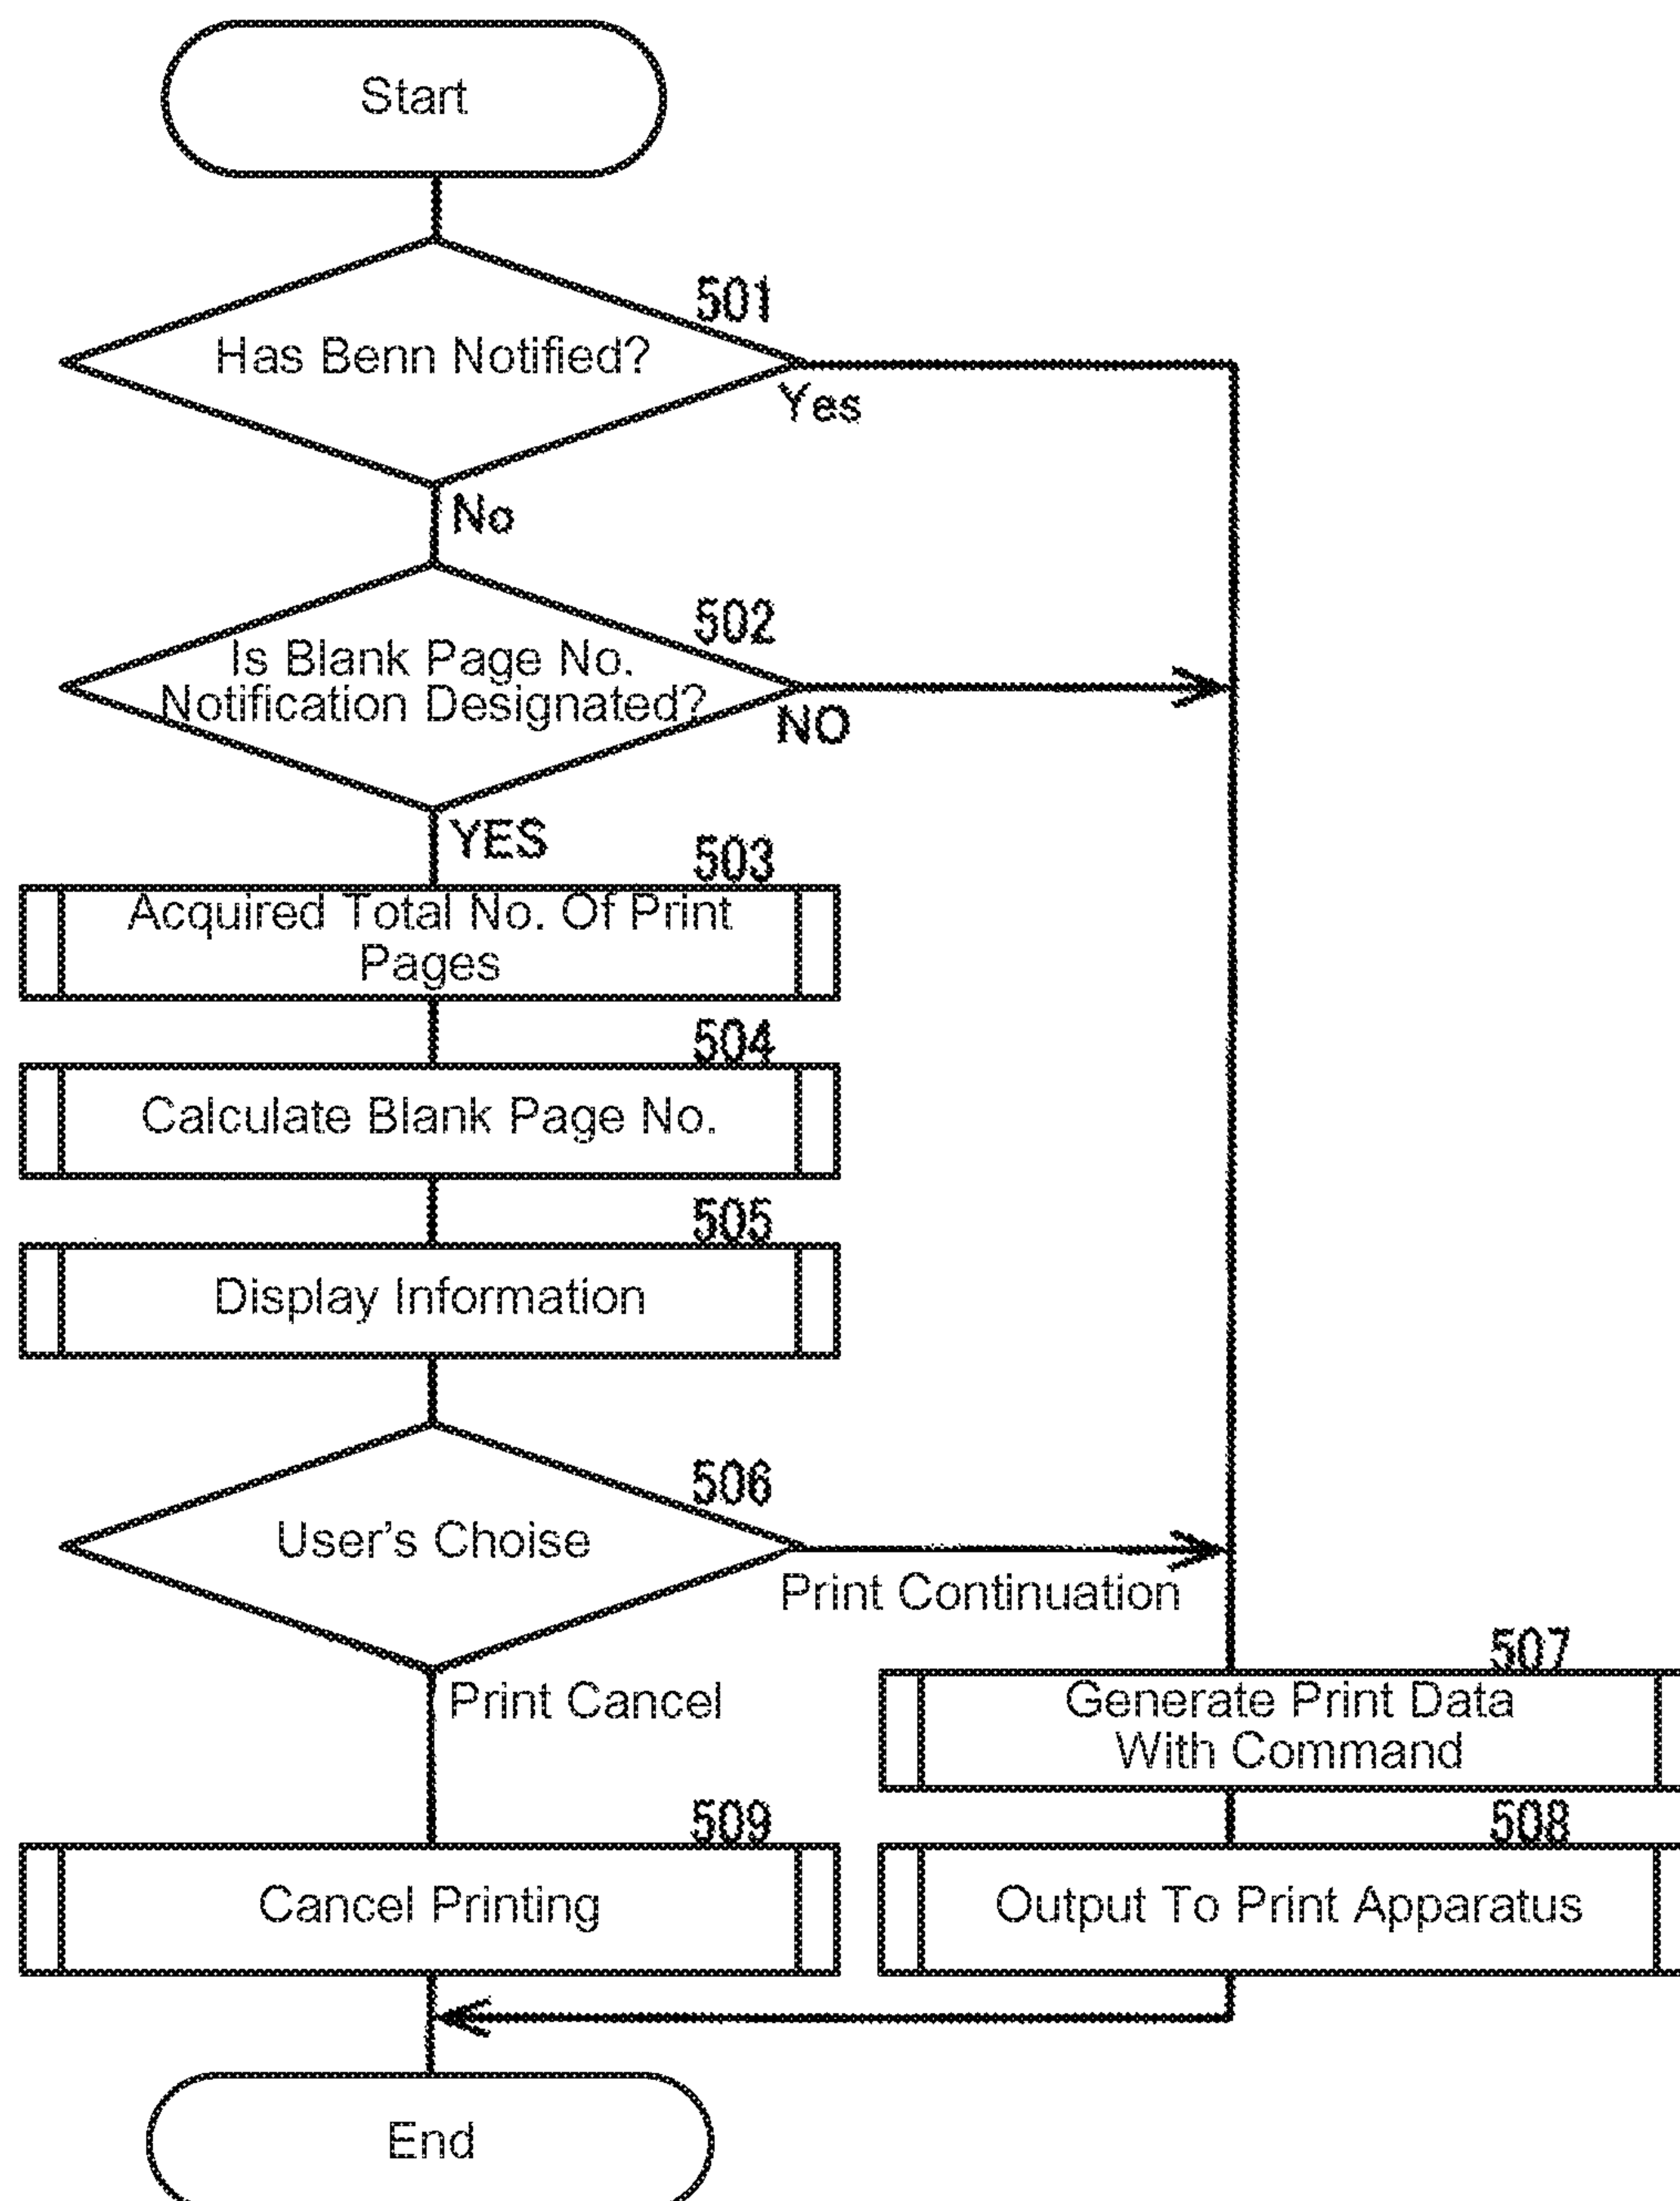 Start
501
Has Benn Notified?
Yes
No
502
Is Blank Page No.
Notification Designated?
NO
YES
503
Acquired Total No. Of Print
Pages
504
Calculate Blank Page No.
505
Display Information
506
User's Choise
Print Continuation
Print Cancel
507
Generate Print Data
With Command
509
Cancel Printing
508
Output To Print Apparatus
End